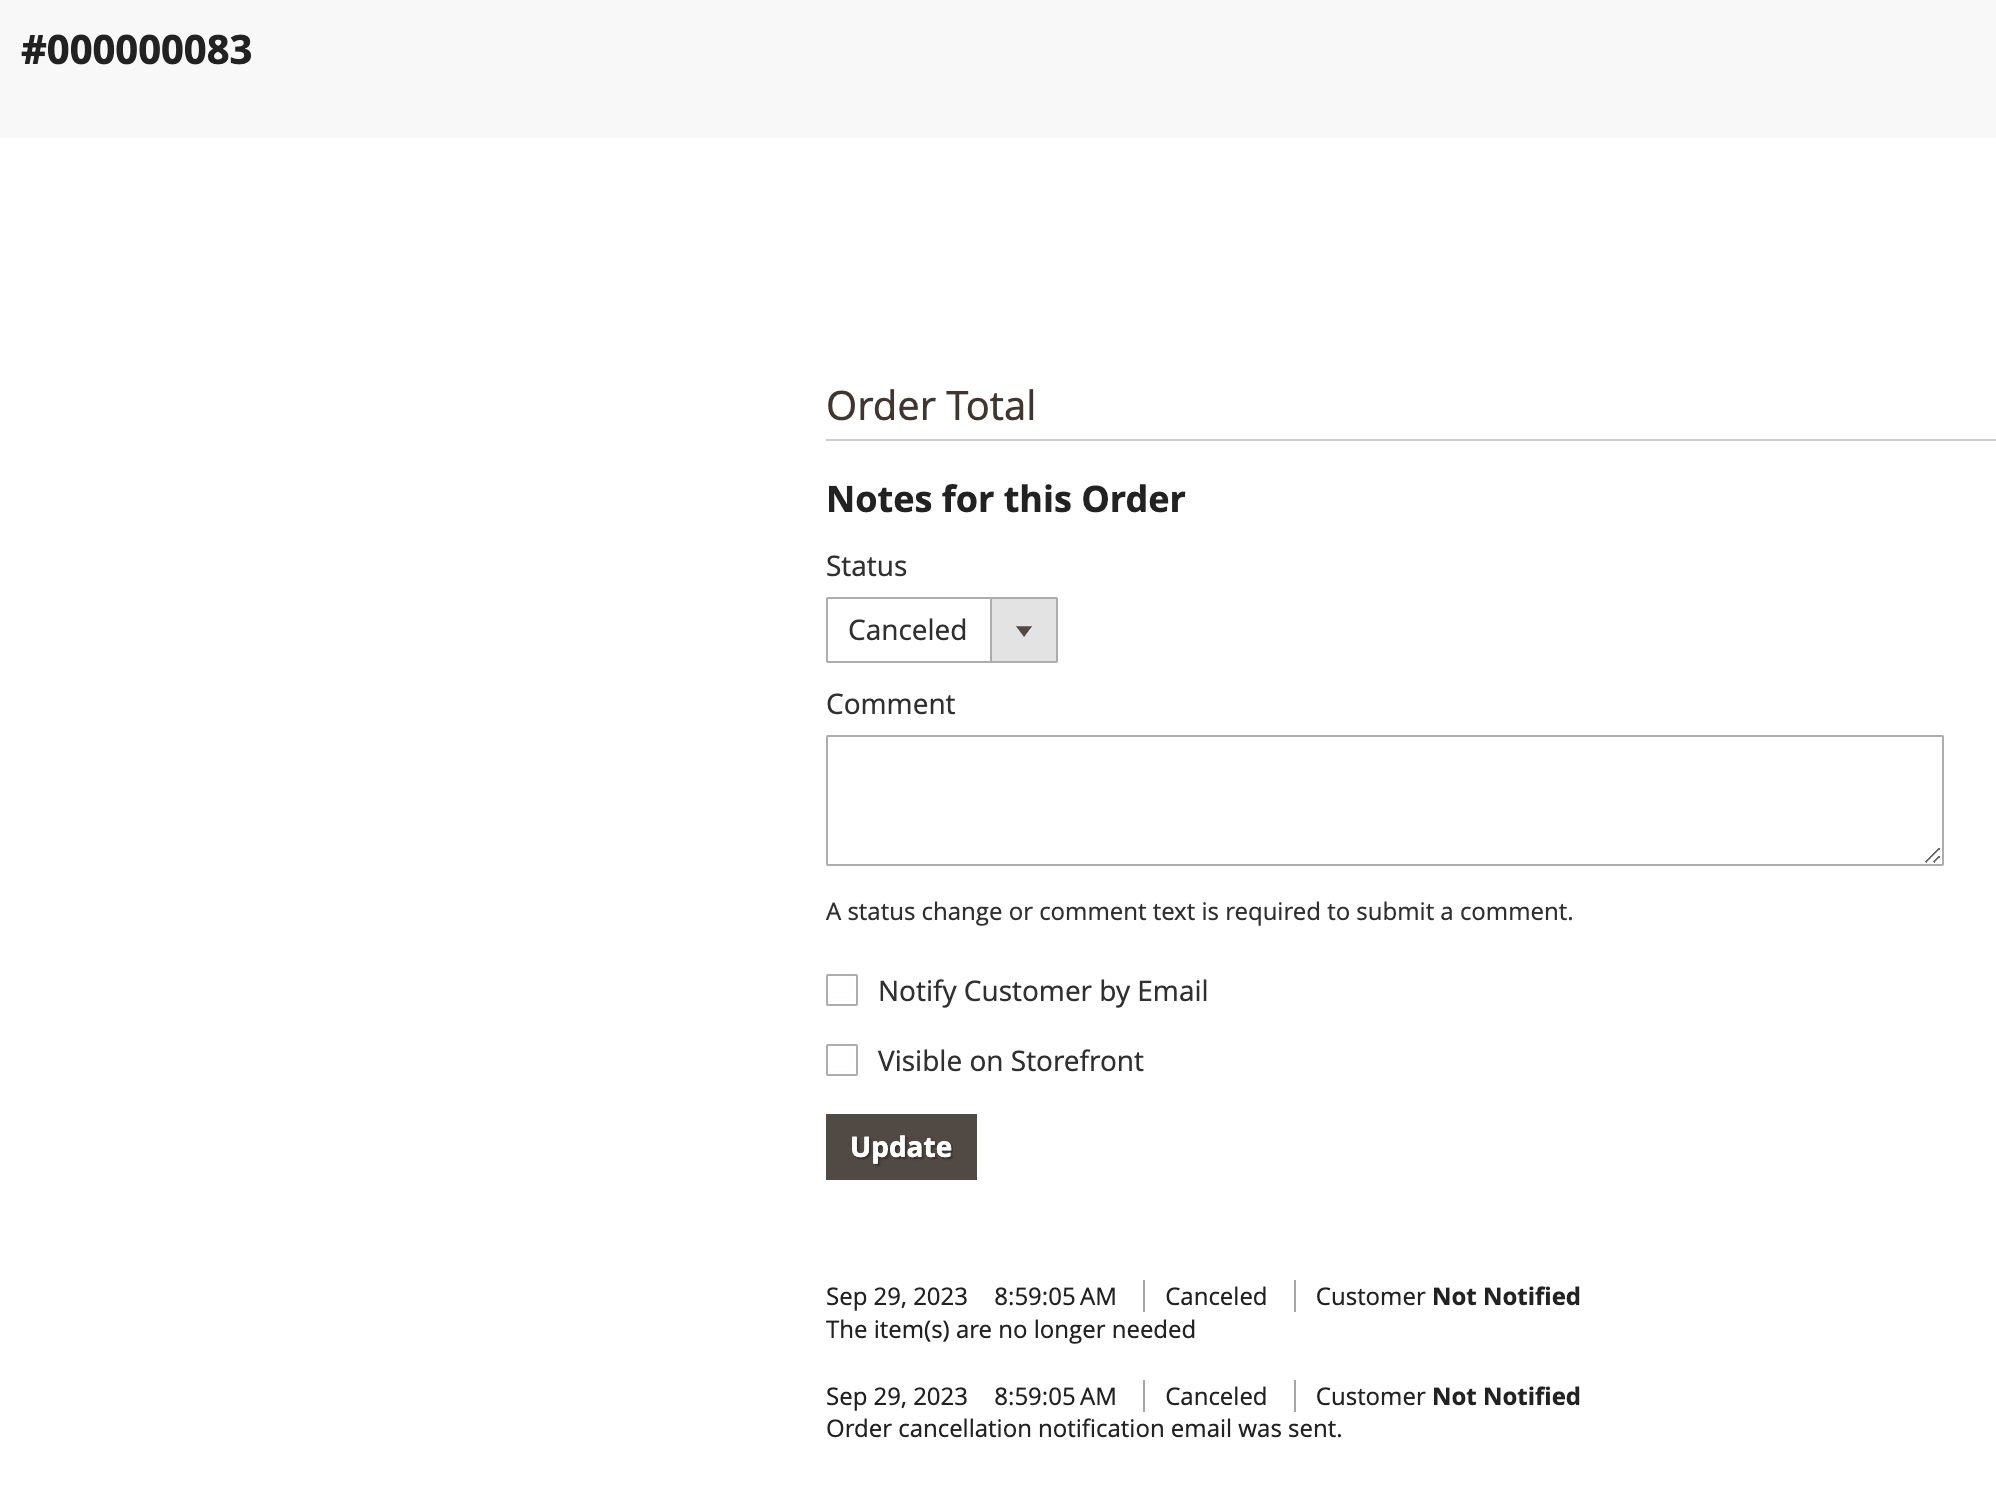 #000000083
Order Total
Notes for this Order
Status
Canceled
Comment
A status change or comment text is required to submit a comment.
Notify Customer by Email
Visible on Storefront
Update
Sep 29, 2023 8:59:05 AM Canceled Customer Not Notified
The item(s) are no longer needed
Sep 29, 2023 8:59:05 AM Canceled Customer Not Notified
Order cancellation notification email was sent.